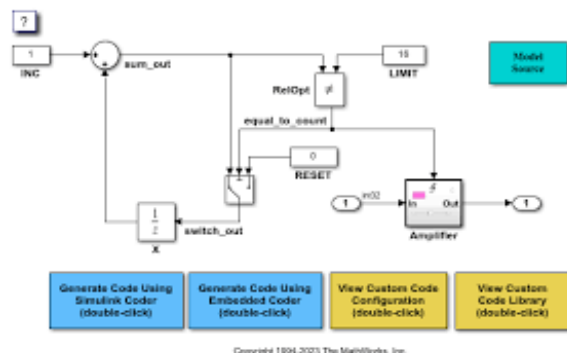 ?
1
INC
sum_out
16
LIMIT
Model
Source
RelOpt
≠
equal_to_count
0
RESET
1
int32
In
Out
1
Amplifier
1
z
X
switch_out
Generate Code Using
Simulink Coder
(double-click)
Generate Code Using
Embedded Coder
(double-click)
View Custom Code
Configuration
(double-click)
View Custom
Code Library
(double-click)
Copyright 1994-2023 The MathWorks, Inc.